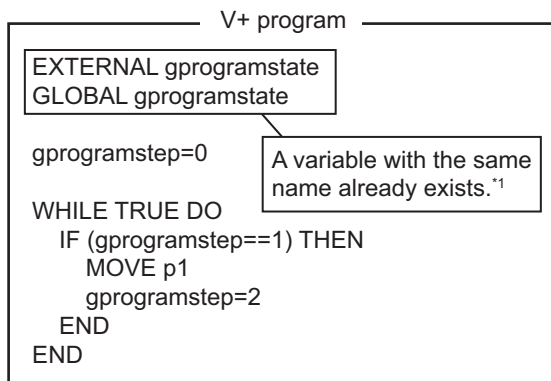 V+ program
EXTERNAL gprogramstate
GLOBAL gprogramstate
gprogramstep=0
A variable with the same
name already exists.*1
WHILE TRUE DO
IF (gprogramstep==1) THEN
MOVE p1
gprogramstep=2
END
END